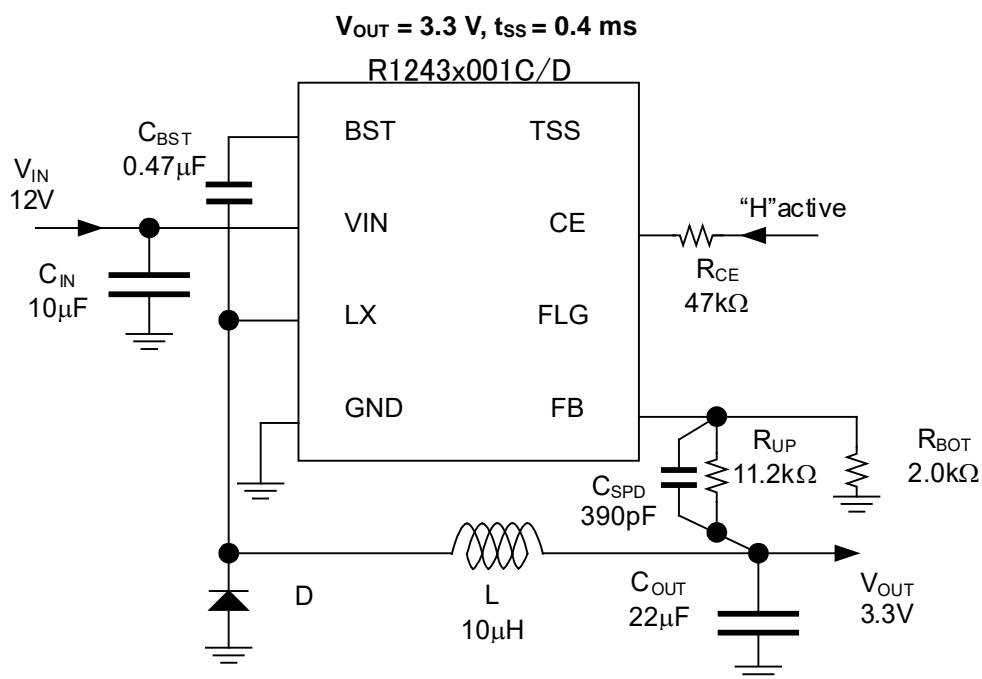 VOUT = 3.3 V, tSS = 0.4 ms
R1243x001C/D
BST
TSS
CBST
0.47μF
VIN
12V
VIN
CE
"H"active
RCE
47kΩ
CIN
10μF
LX
FLG
GND
FB
RUP
11.2kΩ
RBOT
2.0kΩ
CSPD
390pF
D
L
10μH
COUT
22μF
VOUT
3.3V